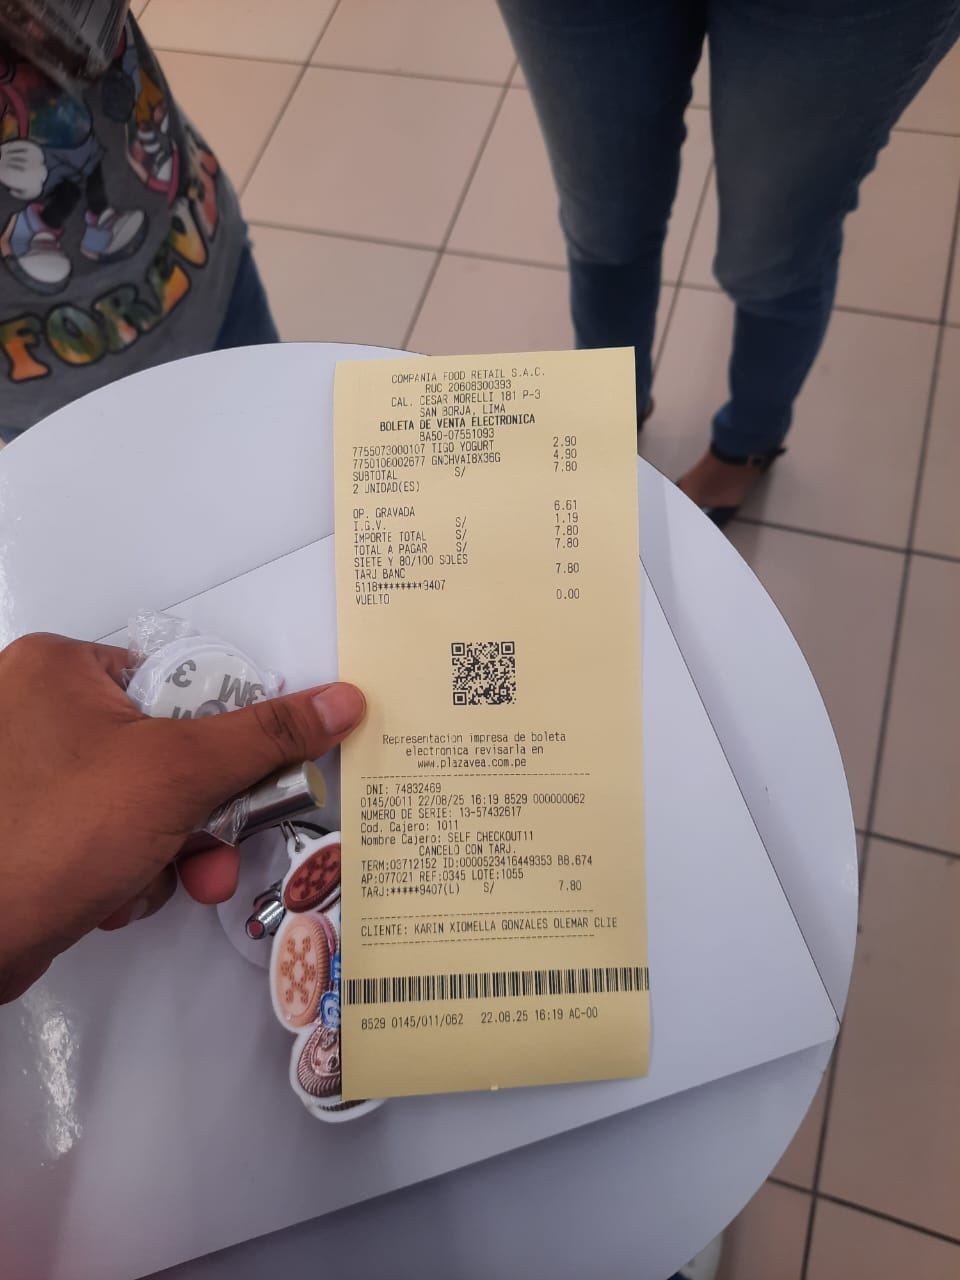 FOREVE
3M
3M
COMPANIA FOOD RETAIL S.A.C.
RUC 20608300393
CAL. CESAR MORELLI 181 P-3
SAN BORJA, LIMA
BOLETA DE VENTA ELECTRONICA
BA50-07551093
7755073000107 TIGO YOGURT 2.90
7750106002677 GNCHVAI8X36G 4.90
SUBTOTAL S/ 7.80
2 UNIDAD(ES)
OP. GRAVADA 6.61
I.G.V. S/ 1.19
IMPORTE TOTAL S/ 7.80
TOTAL A PAGAR S/ 7.80
SIETE Y 80/100 SOLES
TARJ BANC 7.80
5118********9407
VUELTO 0.00
Representacion impresa de boleta
electronica revisarla en
www.plazavea.com.pe
DNI: 74832469
0145/0011 22/08/25 16:19 8529 000000062
NUMERO DE SERIE: 13-57432617
Cod. Cajero: 1011
Nombre Cajero: SELF CHECKOUT11
CANCELO CON TARJ.
TERM:03712152 ID:0000523416449353 B8.674
AP:077021 REF:0345 LOTE:1055
TARJ:*****9407(L) S/ 7.80
CLIENTE: KARIN XIOMELLA GONZALES OLEMAR CLIE
8529 0145/011/062 22.08.25 16:19 AC-00